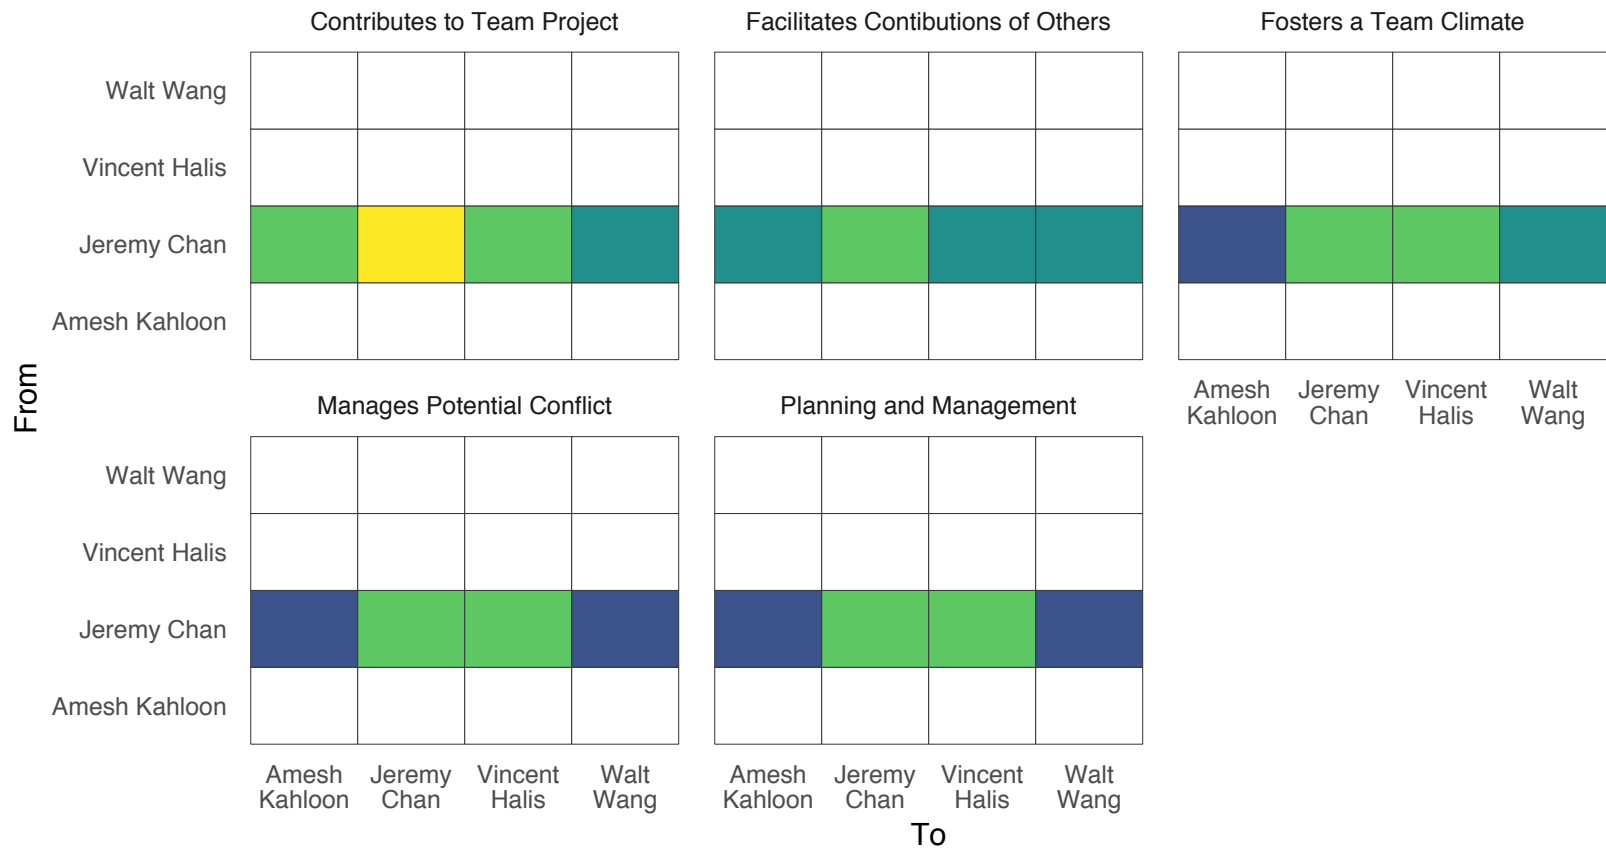 Contributes to Team Project
Facilitates Contibutions of Others
Fosters a Team Climate
Walt Wang
Vincent Halis
Jeremy Chan
Amesh Kahloon
Amesh
Kahloon
Jeremy
Chan
Vincent
Halis
Walt
Wang
From
Manages Potential Conflict
Planning and Management
Walt Wang
Vincent Halis
Jeremy Chan
Amesh Kahloon
Amesh
Kahloon
Jeremy
Chan
Vincent
Halis
Walt
Wang
Amesh
Kahloon
Jeremy
Chan
Vincent
Halis
Walt
Wang
To